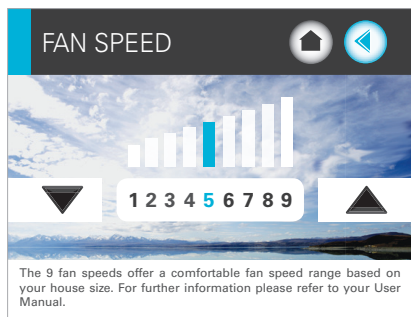 FAN SPEED
1 2 3 4 5 6 7 8 9
The 9 fan speeds offer a comfortable fan speed range based on
your house size. For further information please refer to your User
Manual.